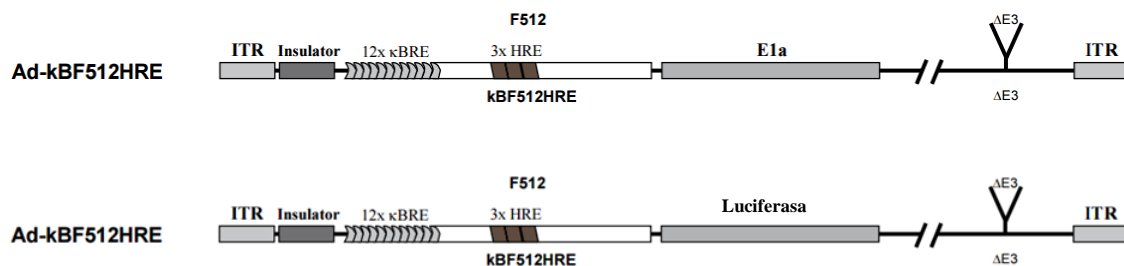 F512
ΔE3
ITR Insulator 12x κBRE 3x HRE E1a ITR
Ad-kBF512HRE
kBF512HRE
ΔE3
F512
ΔE3
ITR Insulator 12x κBRE 3x HRE Luciferasa ITR
Ad-kBF512HRE
kBF512HRE
ΔE3